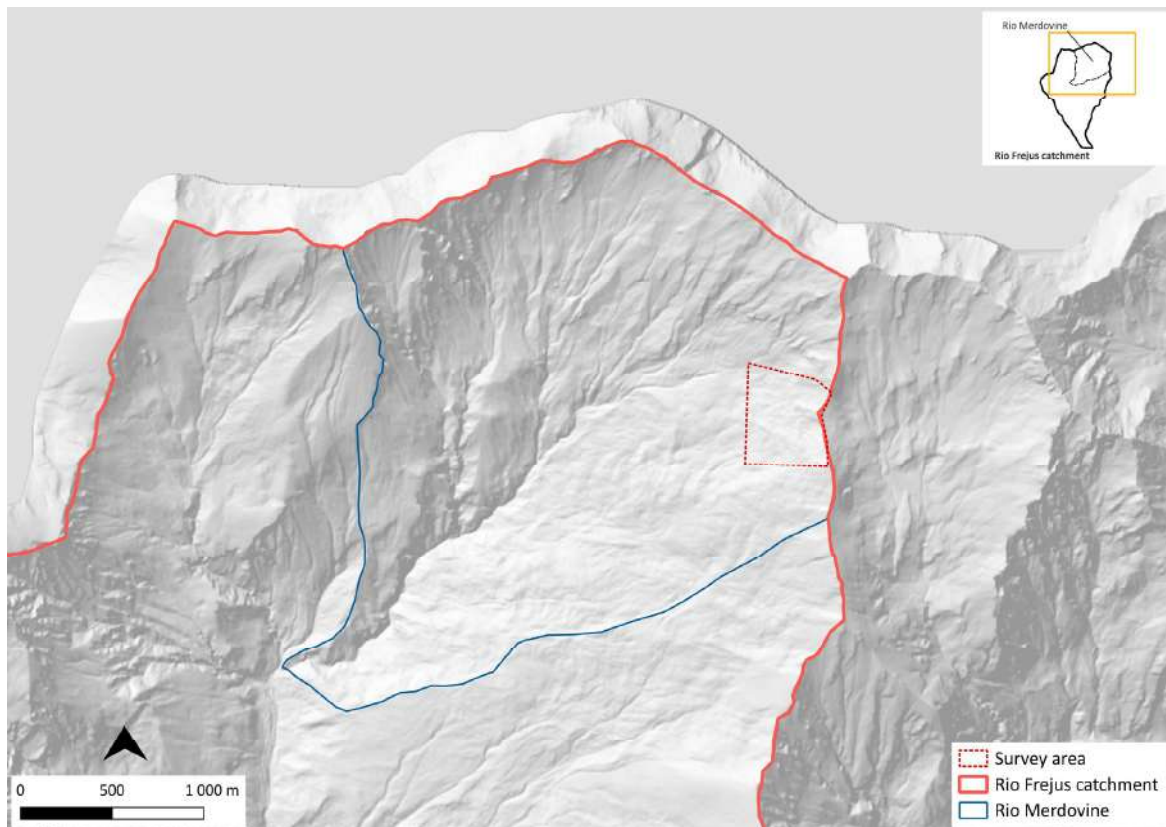 Rio Merdovine
Rio Frejus catchment
0 500 1 000 m
Survey area
Rio Frejus catchment
Rio Merdovine